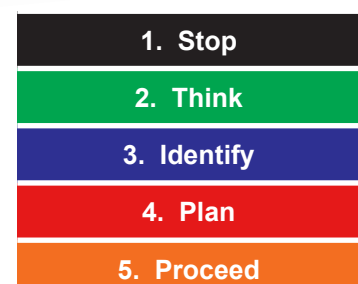 1. Stop
2. Think
3. Identify
4. Plan
5. Proceed